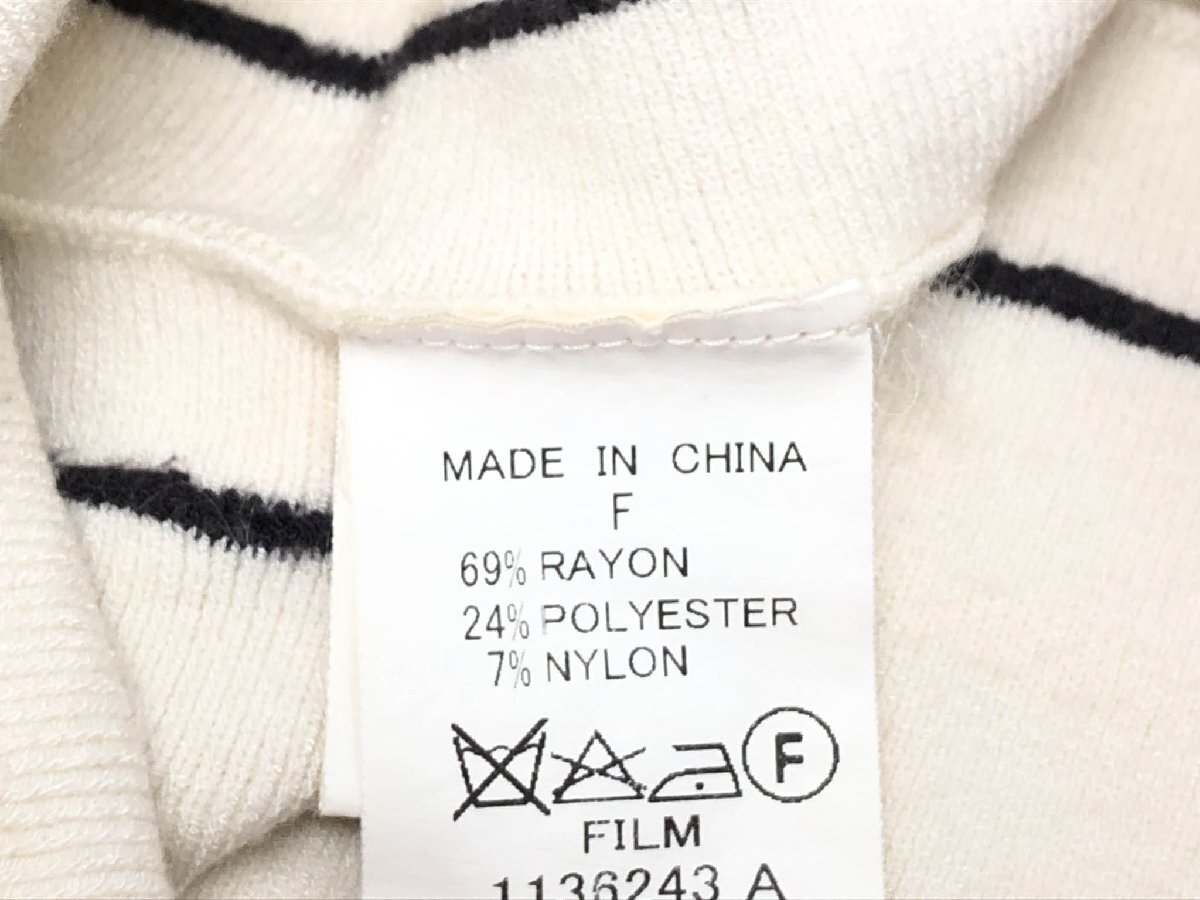 MADE IN CHINA
F
69% RAYON
24% POLYESTER
7% NYLON
F
FILM
1136243 A